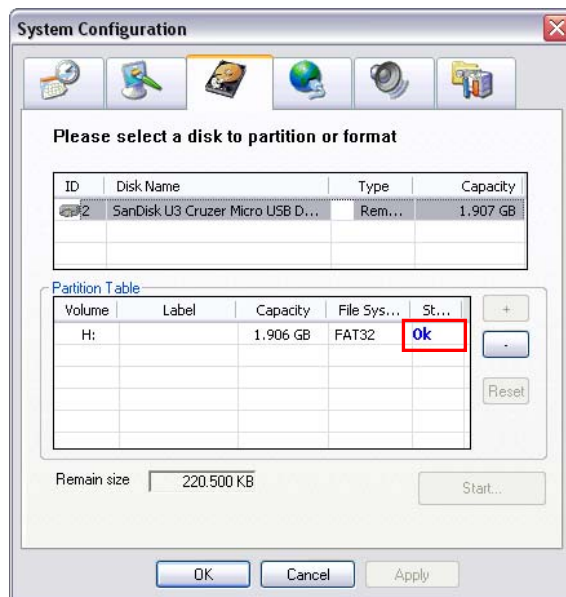 System Configuration
Please select a disk to partition or format
ID Disk Name Type Capacity
2 SanDisk U3 Cruzer Micro USB D... Rem... 1.907 GB
Partition Table
Volume Label Capacity File Sys... St... +
H: 1.906 GB FAT32 Ok
-
Reset
Remain size 220.500 KB Start...
OK Cancel Apply